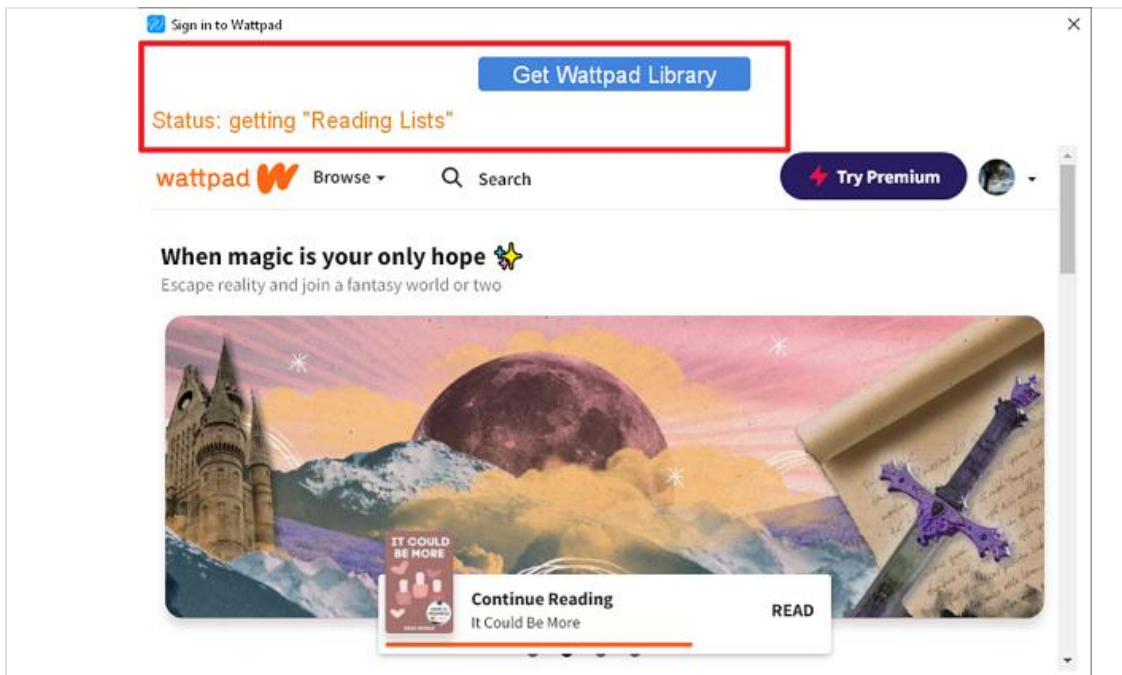 Sign in to Wattpad
Get Wattpad Library
Status: getting "Reading Lists"
wattpad Browse Search Try Premium
When magic is your only hope
Escape reality and join a fantasy world or two
IT COULD
BE MORE
Continue Reading
It Could Be More
READ